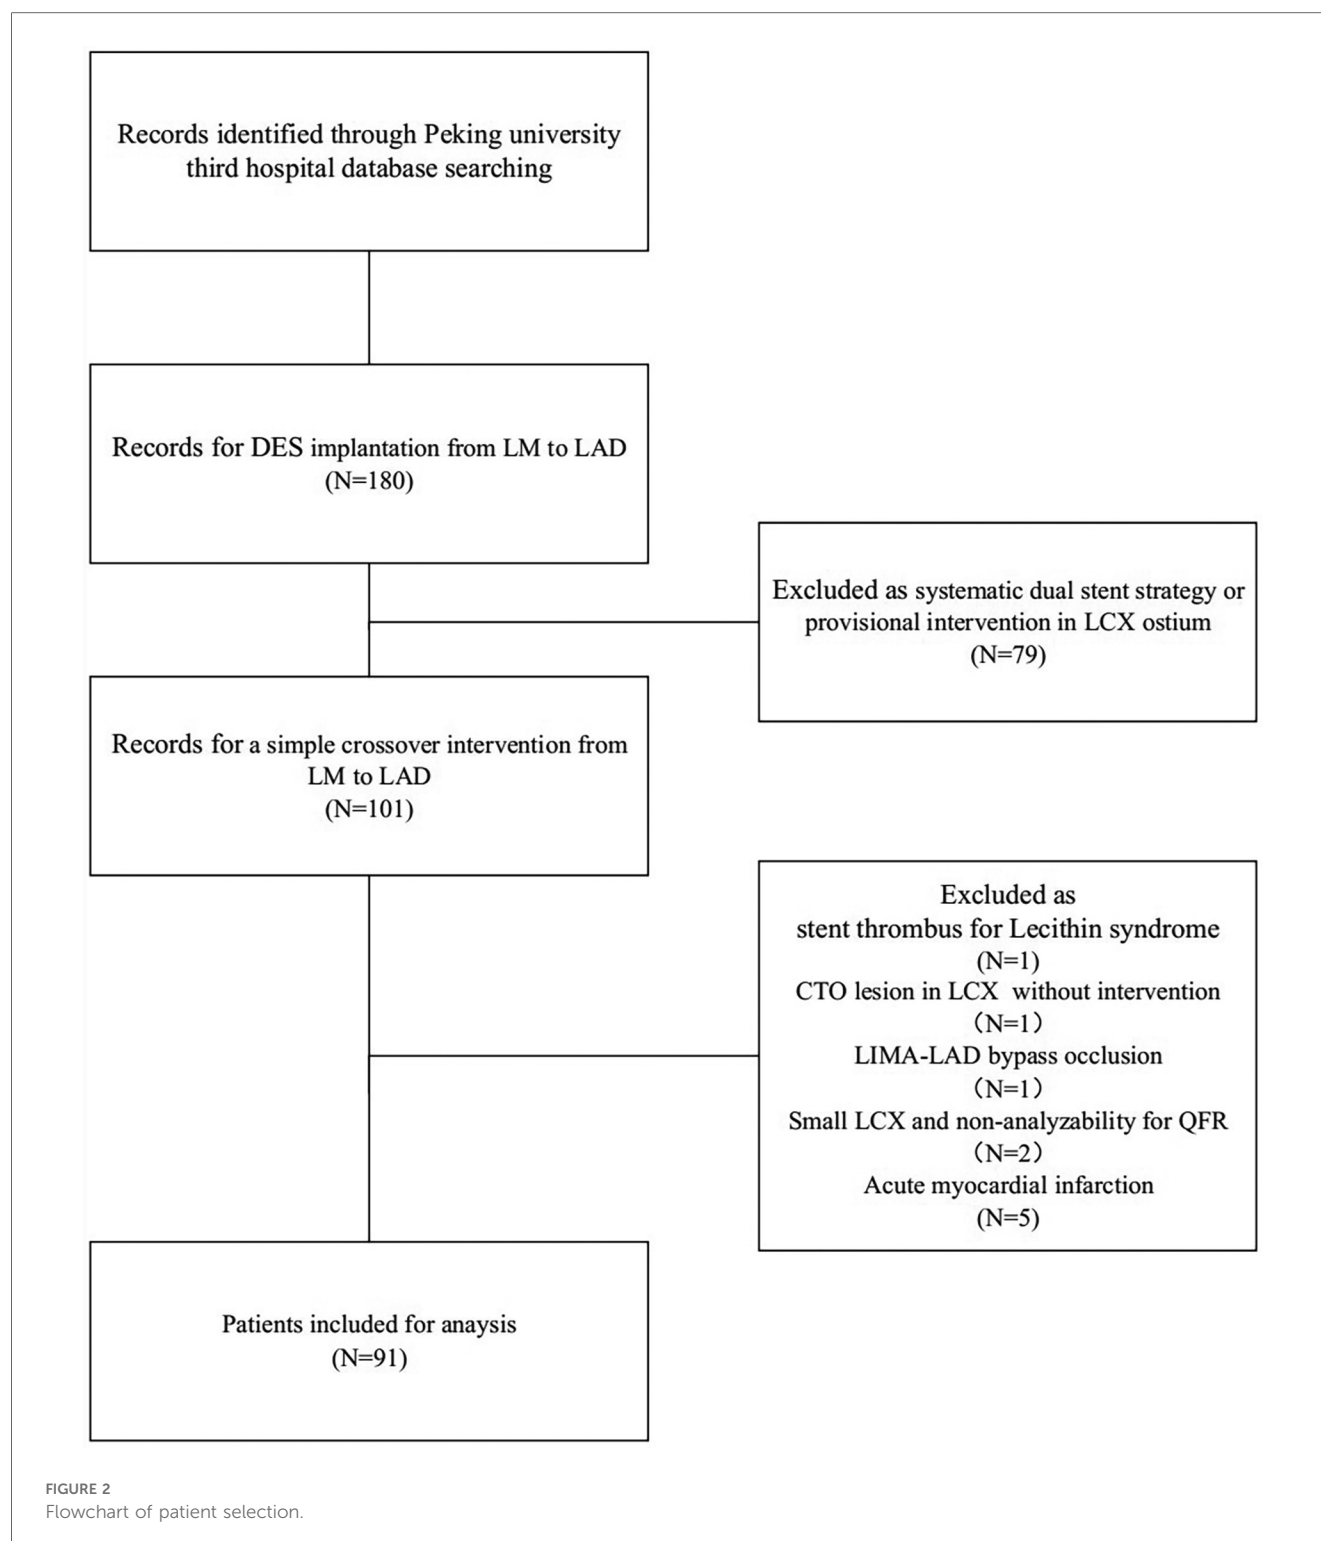 Records identified through Peking university
third hospital database searching
Records for DES implantation from LM to LAD
(N=180)
Excluded as systematic dual stent strategy or
provisional intervention in LCX ostium
(N=79)
Records for a simple crossover intervention from
LM to LAD
(N=101)
Excluded as
stent thrombus for Lecithin syndrome
(N=1)
CTO lesion in LCX  without intervention
（N=1）
LIMA-LAD bypass occlusion
（N=1）
Small LCX and non-analyzability for QFR
（N=2）
Acute myocardial infarction
(N=5)
Patients included for anaysis
(N=91)
FIGURE 2
Flowchart of patient selection.